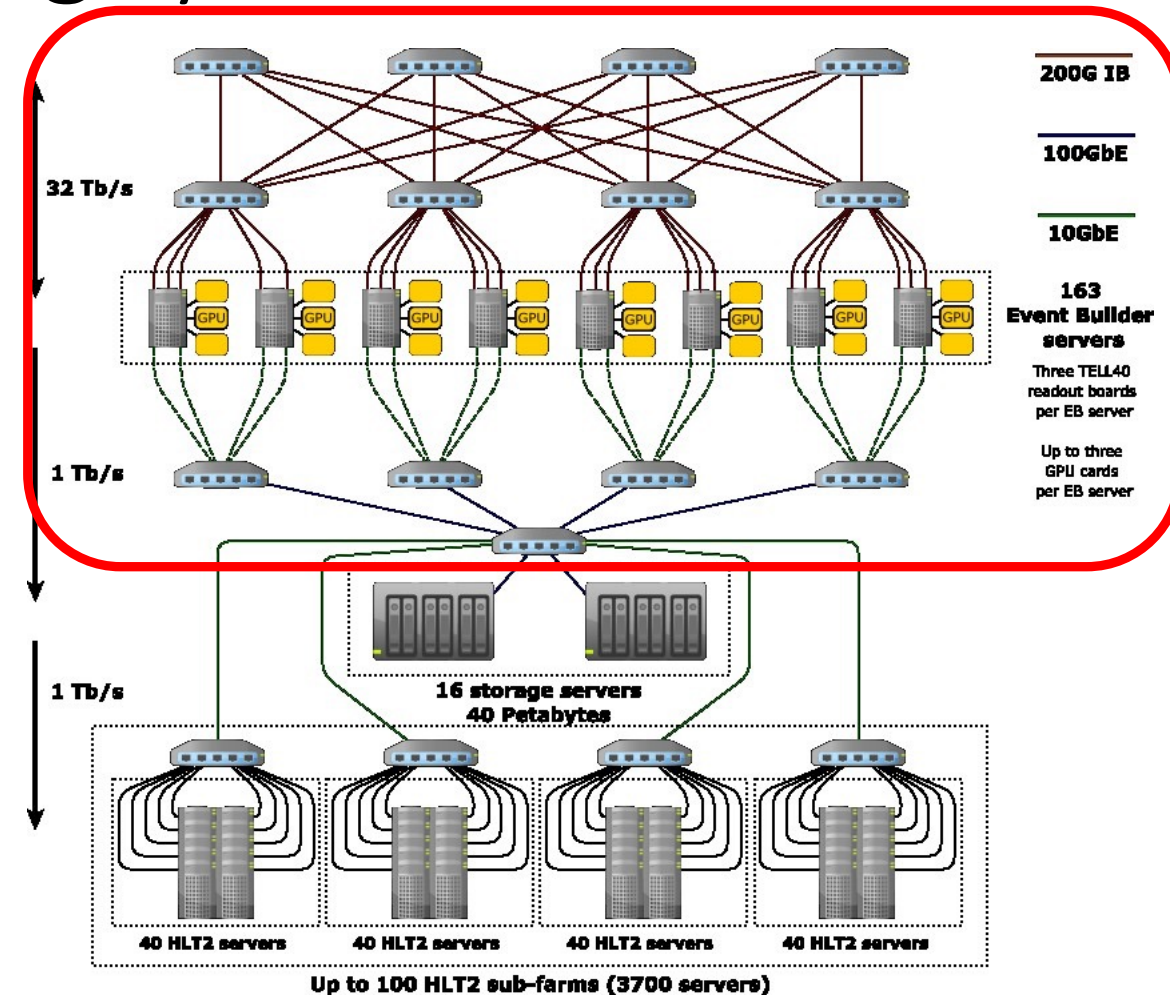 200G IB
100GbE
32 Tb/s
10GbE
GPU GPU GPU GPU GPU GPU GPU GPU
163
Event Builder
servers
Three TELL40
readout boards
per EB server
Up to three
GPU cards
per EB server
1 Tb/s
16 storage servers
40 Petabytes
1 Tb/s
40 HLT2 servers 40 HLT2 servers 40 HLT2 servers 40 HLT2 servers
Up to 100 HLT2 sub-farms (3700 servers)